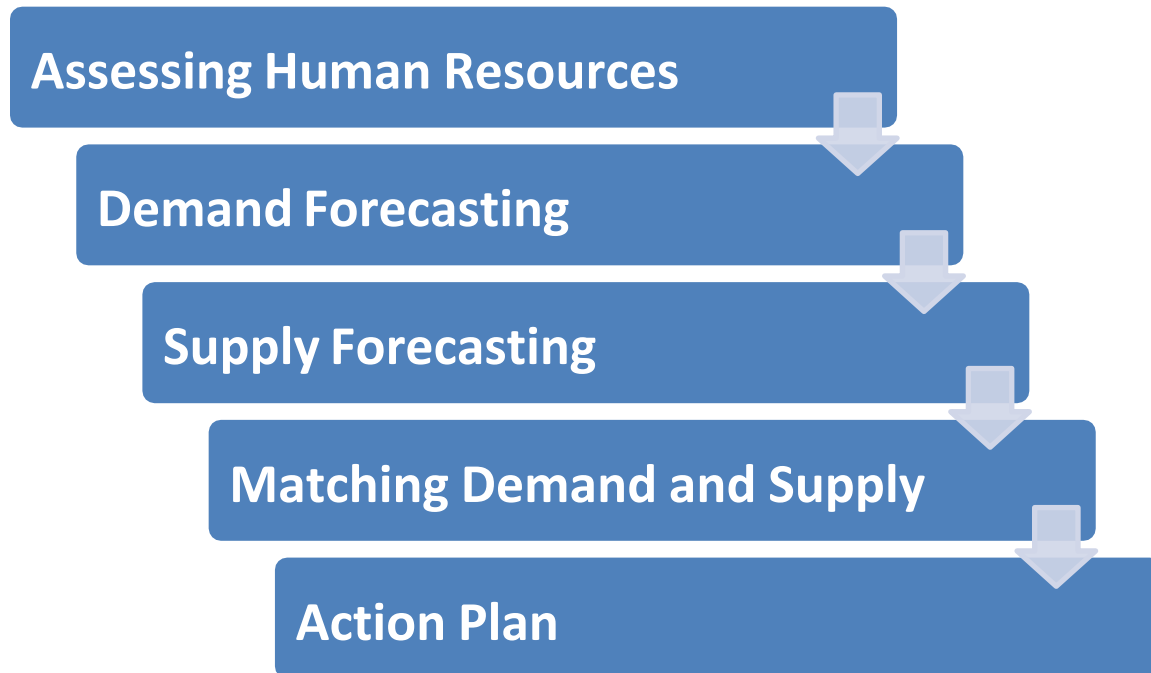 Assessing Human Resources
Demand Forecasting
Supply Forecasting
Matching Demand and Supply
Action Plan